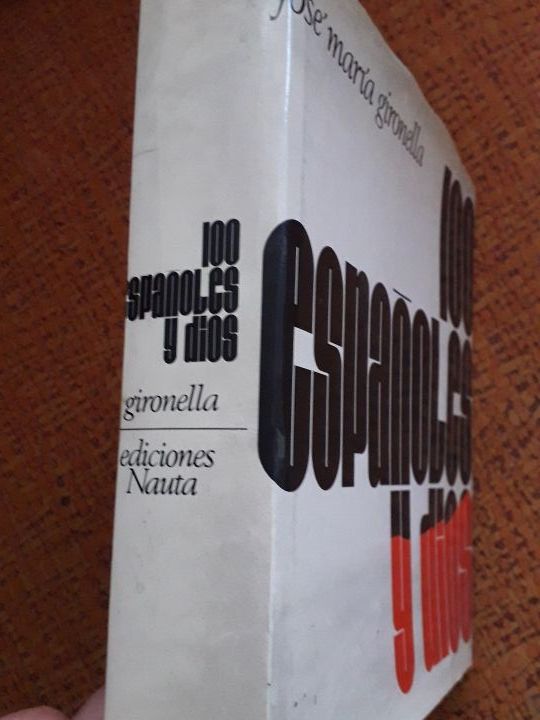 100
españoles
y dios
gironella
ediciones
Nauta
josé maría gironella
100
españoles
y dios